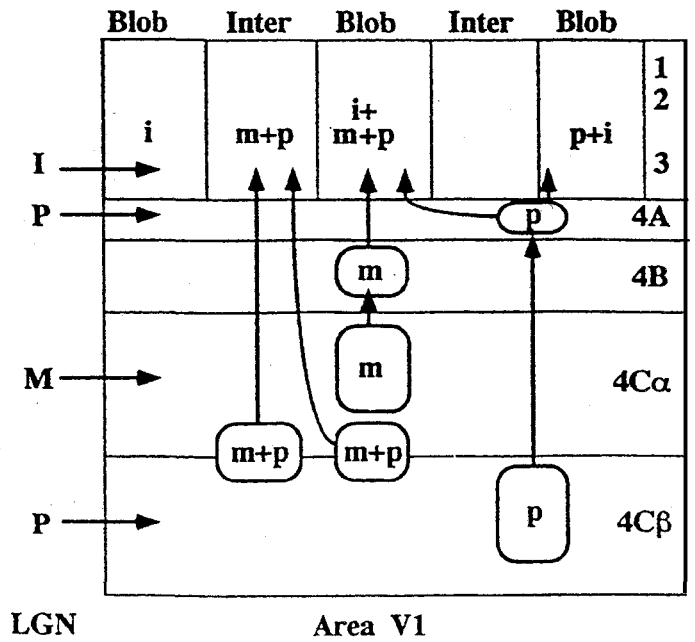 Blob Inter Blob Inter Blob
1
2
i+
i m+p m+p p+i
I 3
P p 4A
m 4B
M m 4Cα
m+p m+p
P p 4Cβ
LGN Area V1